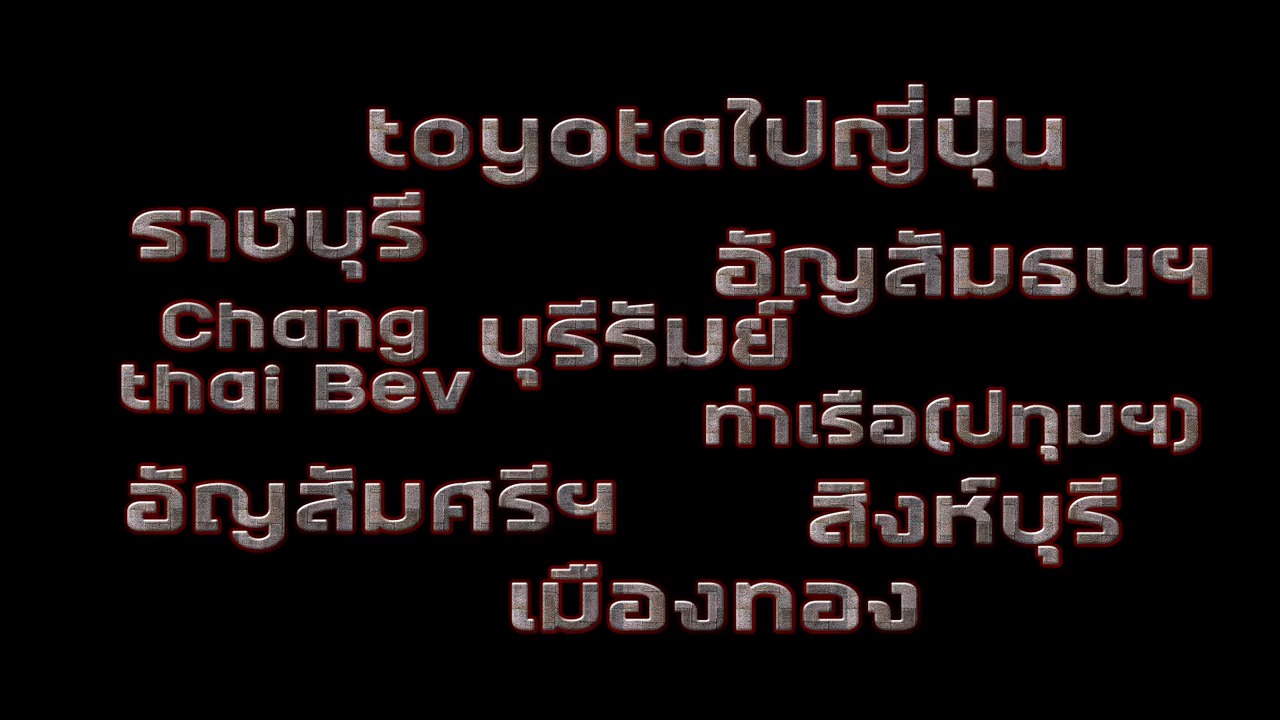 toyotaไปญี่ปุ่น
ราชบุรี
อัญสัมธนฯ
Chang
thai Bev
บุรีรัมย์
ท่าเรือ(ปทุมฯ)
อัญสัมศรีฯ
สิงห์บุรี
เมืองทอง